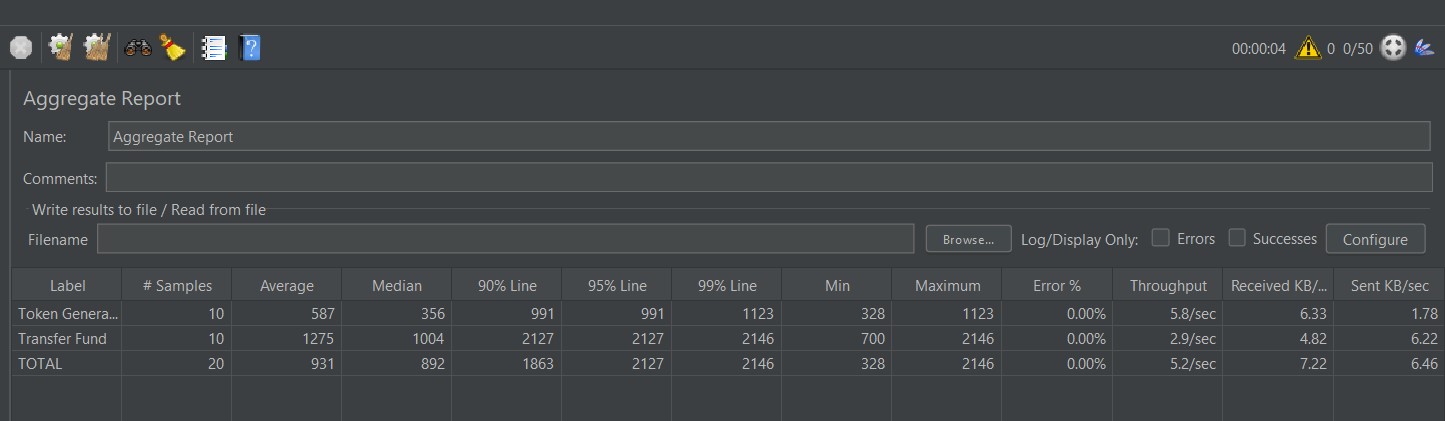 00:00:04 0 0/50
Aggregate Report
Name: Aggregate Report
Comments:
Write results to file / Read from file
Filename Browse... Log/Display Only: Errors Successes Configure
Label # Samples Average Median 90% Line 95% Line 99% Line Min Maximum Error % Throughput Received KB/... Sent KB/sec
Token Genera... 10 587 356 991 991 1123 328 1123 0.00% 5.8/sec 6.33 1.78
Transfer Fund 10 1275 1004 2127 2127 2146 700 2146 0.00% 2.9/sec 4.82 6.22
TOTAL 20 931 892 1863 2127 2146 328 2146 0.00% 5.2/sec 7.22 6.46